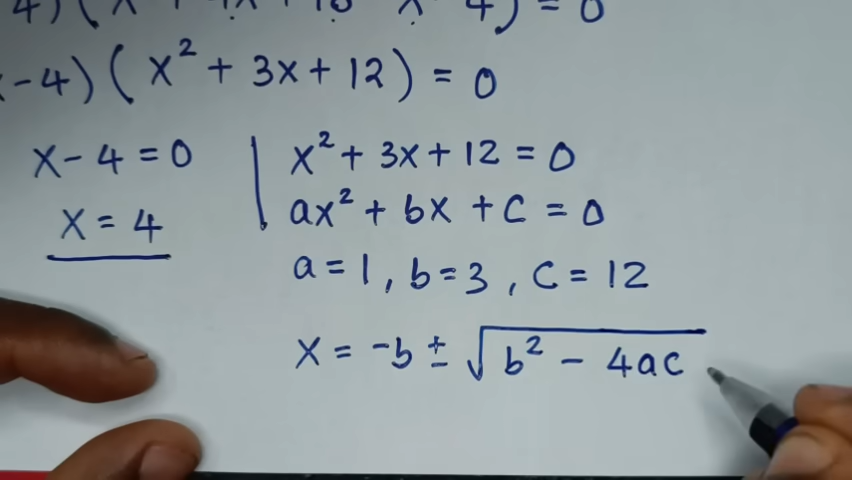 x - 4) (x² + 3x + 12) = 0
x - 4 = 0 | x² + 3x + 12 = 0
x = 4 | ax² + bx + c = 0
a = 1, b = 3, c = 12
x = -b ± √(b² - 4ac)